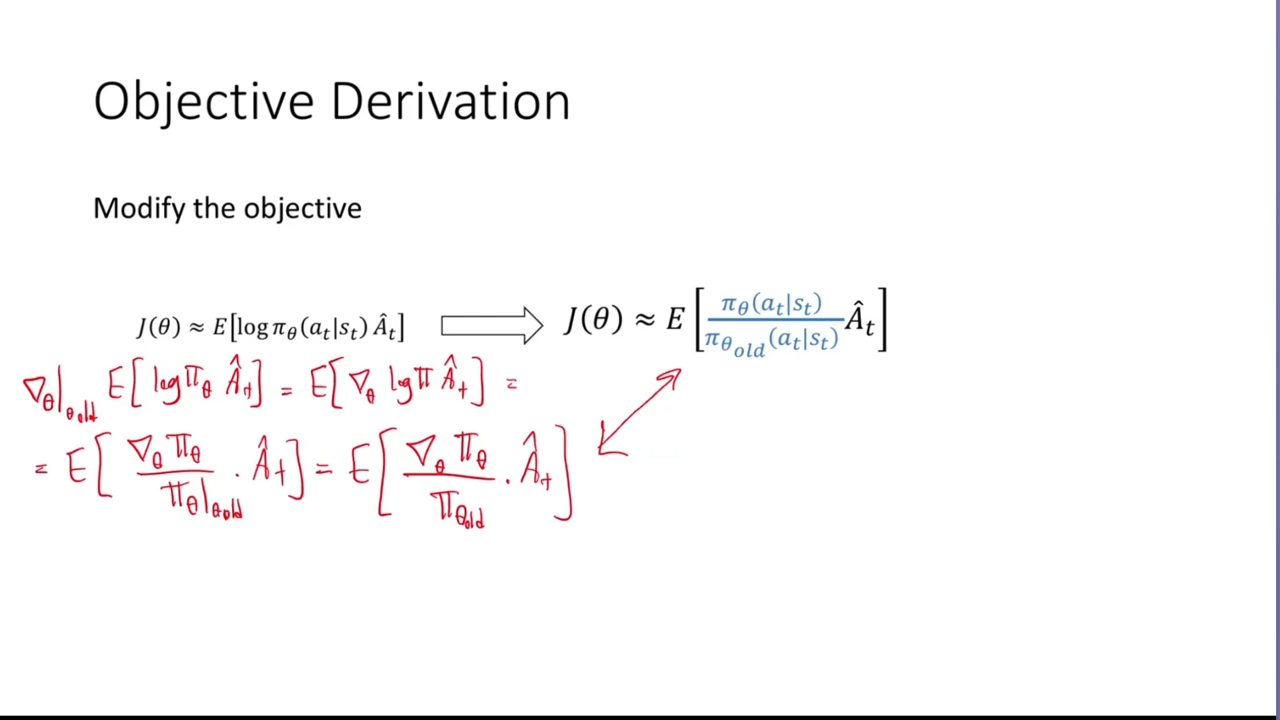 Objective Derivation
Modify the objective
J(θ) ≈ E[log π_θ(a_t|s_t) Â_t] ⇒ J(θ) ≈ E[π_θ(a_t|s_t) / π_θ_old(a_t|s_t) Â_t]
∇_θ|_θold E[log π_θ Â_t] = E[∇_θ log π Â_t] =
= E[∇_θ π_θ / π_θ|_θold · Â_t] = E[∇_θ π_θ / π_θold · Â_t]